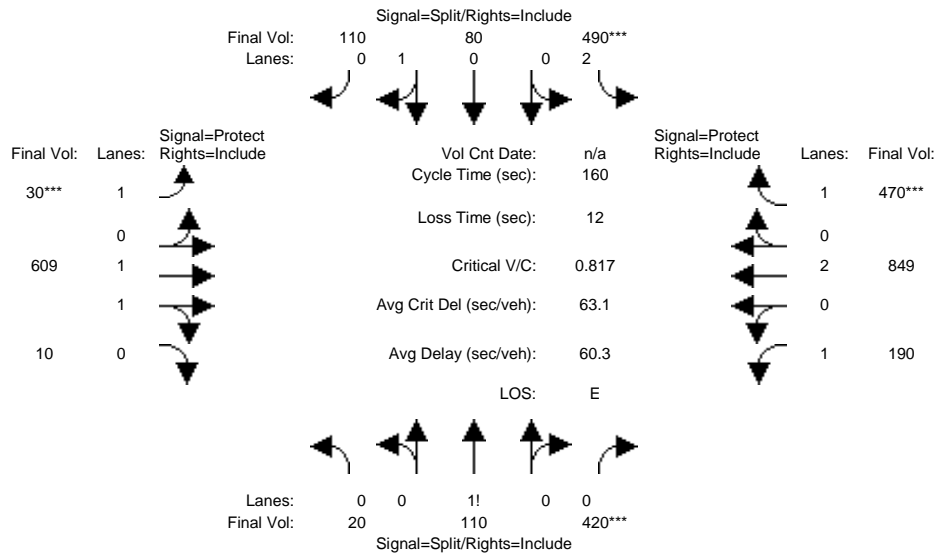 Signal=Split/Rights=Include
Final Vol: 110 80 490***
Lanes: 0 1 0 0 2
Signal=Protect
Final Vol: Lanes: Rights=Include
Vol Cnt Date: n/a
Signal=Protect
Rights=Include Lanes: Final Vol:
Cycle Time (sec): 160
30*** 1
1 470***
Loss Time (sec): 12
0
0
609 1
Critical V/C: 0.817
2 849
1
Avg Crit Del (sec/veh): 63.1
0
10 0
Avg Delay (sec/veh): 60.3
1 190
LOS: E
Lanes: 0 0 1! 0 0
Final Vol: 20 110 420***
Signal=Split/Rights=Include